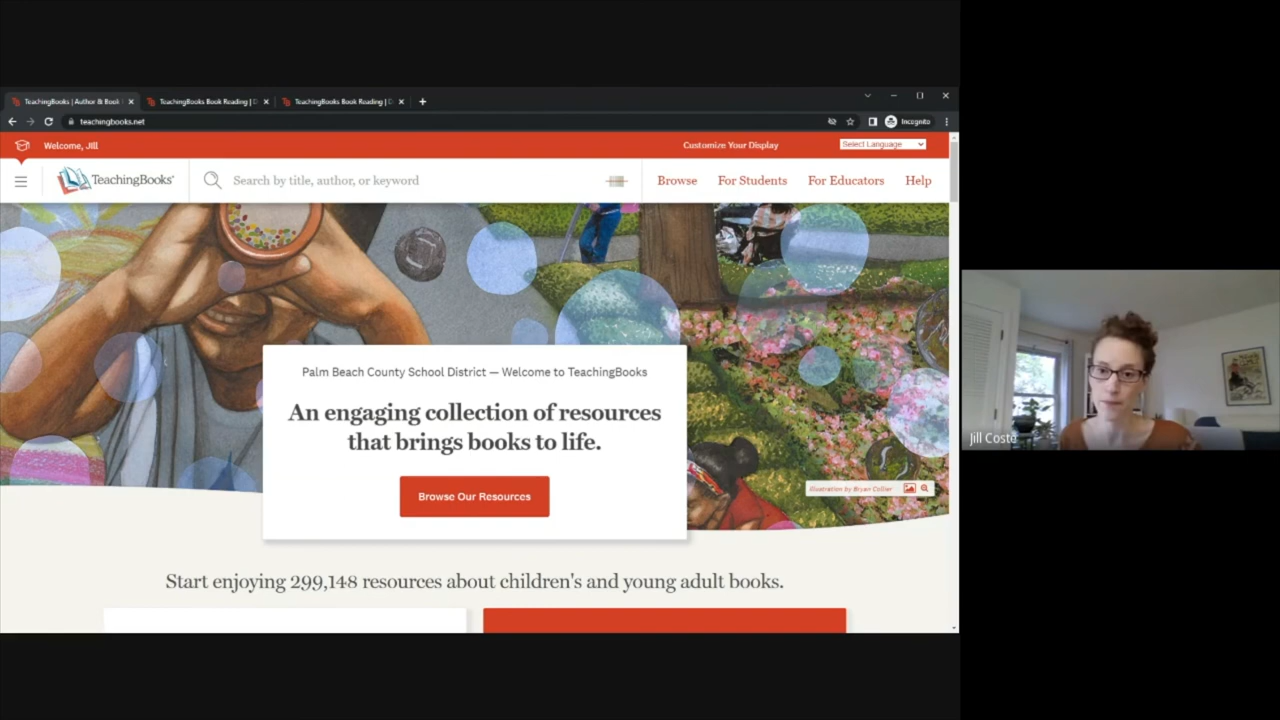 TeachingBooks | Author & Book
TeachingBooks Book Reading |
TeachingBooks Book Reading |
teachingbooks.net
Incognito
Welcome, Jill
Customize Your Display
Select Language
TeachingBooks
Search by title, author, or keyword
Browse
For Students
For Educators
Help
Palm Beach County School District — Welcome to TeachingBooks
An engaging collection of resources
that brings books to life.
Browse Our Resources
Illustration by Bryan Collier
Start enjoying 299,148 resources about children's and young adult books.
Jill Coste